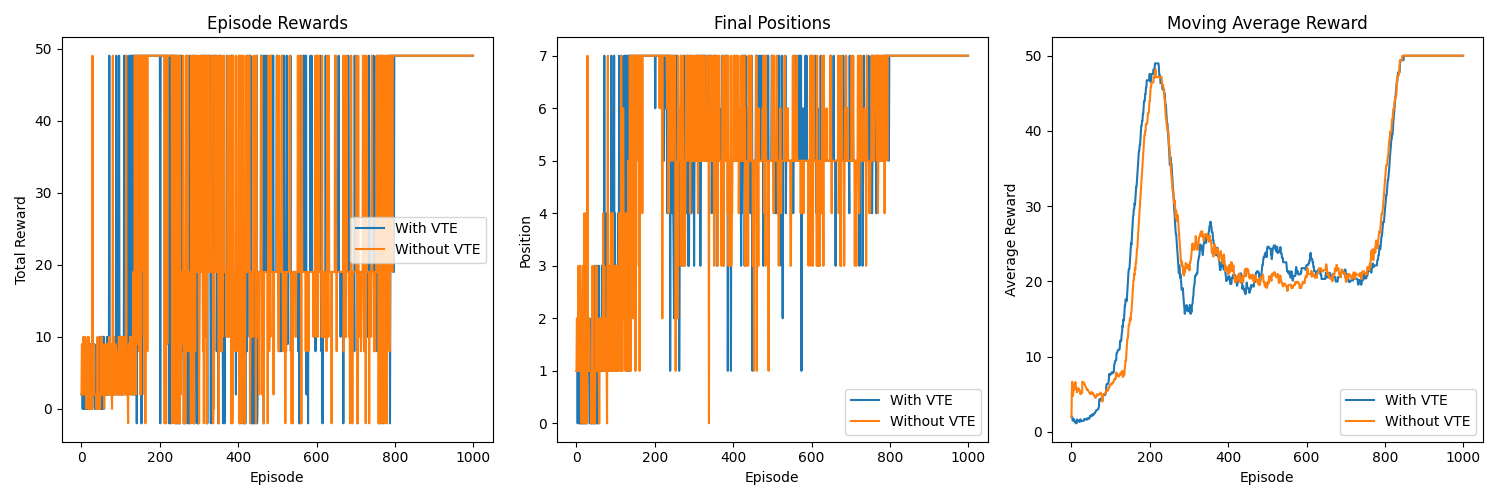 Episode Rewards
Total Reward
50
40
30
20
10
0
With VTE
Without VTE
0 200 400 600 800 1000
Episode
Final Positions
Position
7
6
5
4
3
2
1
0
With VTE
Without VTE
0 200 400 600 800 1000
Episode
Moving Average Reward
Average Reward
50
40
30
20
10
0
With VTE
Without VTE
0 200 400 600 800 1000
Episode